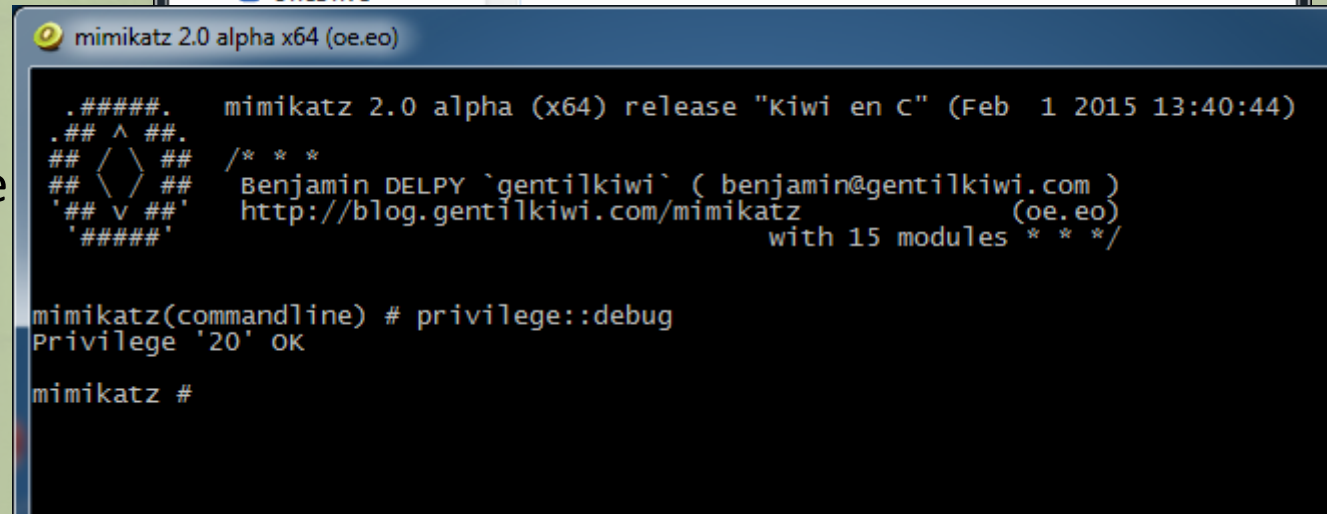 mimikatz 2.0 alpha x64 (oe.eo)
.#####. mimikatz 2.0 alpha (x64) release "Kiwi en C" (Feb 1 2015 13:40:44)
.## ^ ##.
## / \ ## /* * *
## \ / ## Benjamin DELPY `gentilkiwi` ( benjamin@gentilkiwi.com )
'## v ##' http://blog.gentilkiwi.com/mimikatz (oe.eo)
'#####' with 15 modules * * */
mimikatz(commandline) # privilege::debug
Privilege '20' OK
mimikatz #